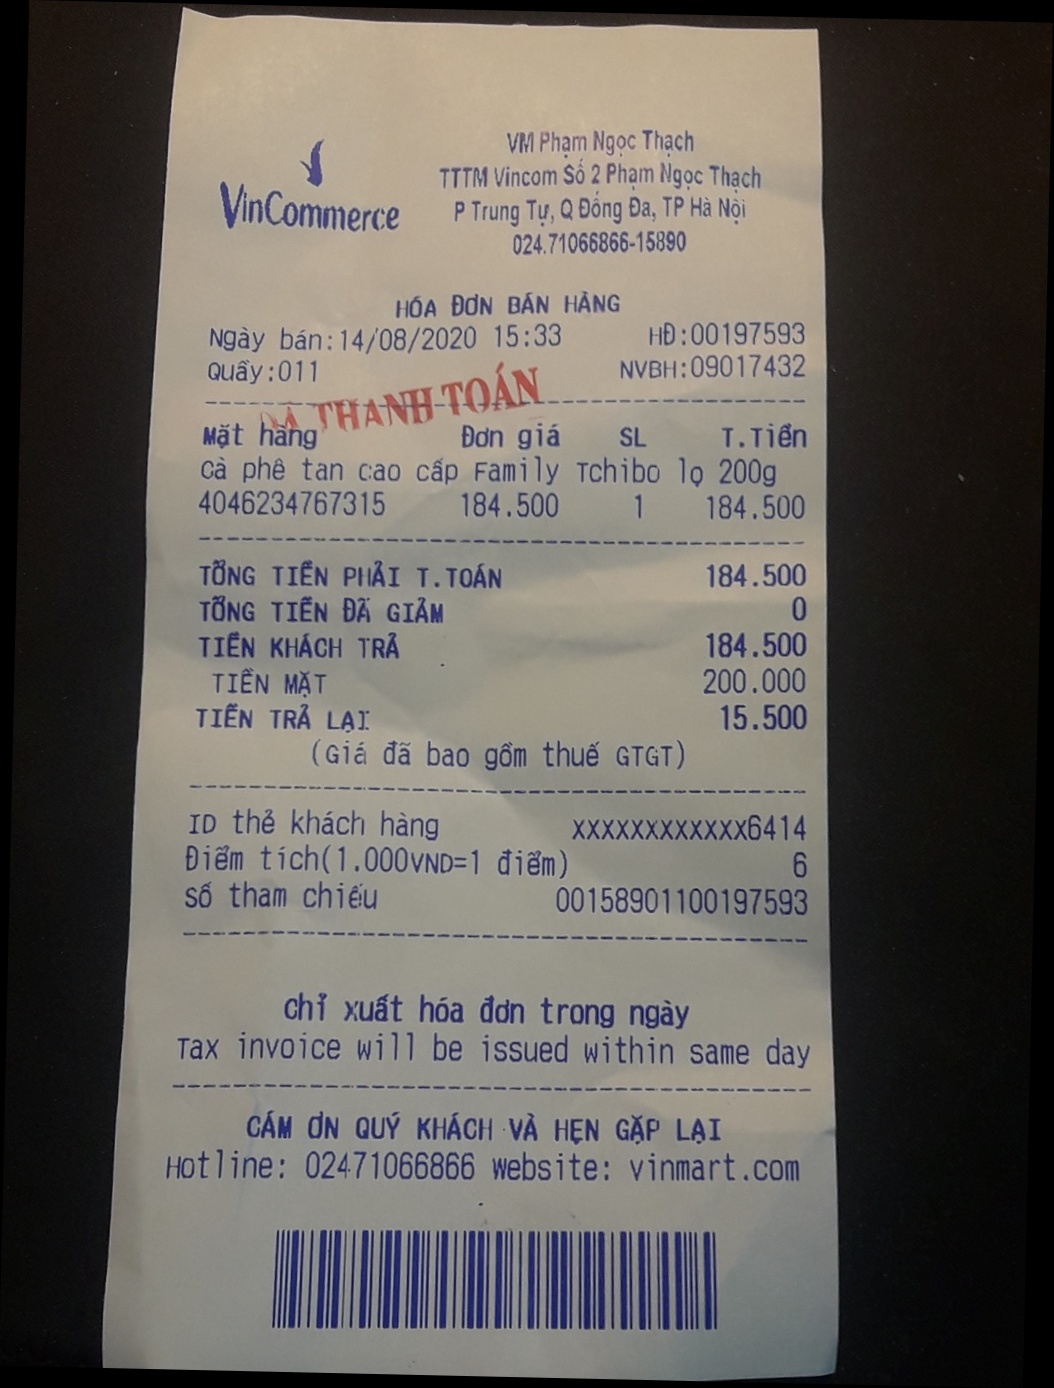 VinCommerce
VM Phạm Ngọc Thạch
TTTM Vincom Số 2 Phạm Ngọc Thạch
P Trung Tự, Q Đống Đa, TP Hà Nội
024.71066866-15890
HÓA ĐƠN BÁN HÀNG
Ngày bán:14/08/2020 15:33 HĐ:00197593
Quầy:011 NVBH:09017432
ĐÃ THANH TOÁN
Mặt hàng Đơn giá SL T.Tiền
Cà phê tan cao cấp Family Tchibo lọ 200g
4046234767315 184.500 1 184.500
TỔNG TIỀN PHẢI T.TOÁN 184.500
TỔNG TIỀN ĐÃ GIẢM 0
TIỀN KHÁCH TRẢ 184.500
TIỀN MẶT 200.000
TIỀN TRẢ LẠI 15.500
(Giá đã bao gồm thuế GTGT)
ID thẻ khách hàng XXXXXXXXXXXX6414
Điểm tích(1.000VND=1 điểm) 6
Số tham chiếu 00158901100197593
Chỉ xuất hóa đơn trong ngày
Tax invoice will be issued within same day
CÁM ƠN QUÝ KHÁCH VÀ HẸN GẶP LẠI
Hotline: 02471066866 Website: vinmart.com